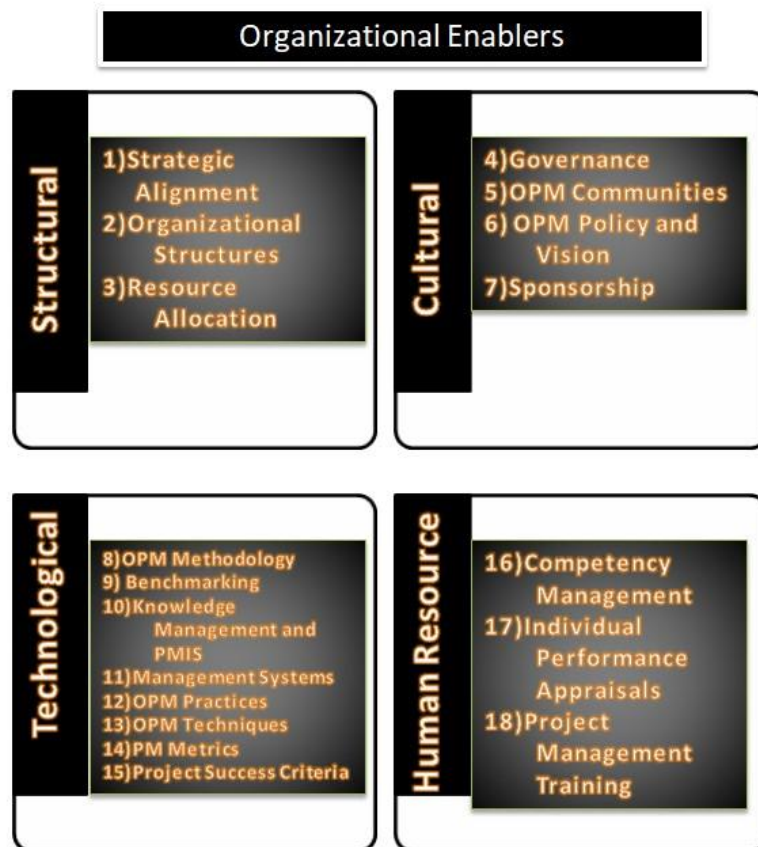 Organizational Enablers
Structural
1)Strategic
Alignment
2)Organizational
Structures
3)Resource
Allocation
Cultural
4)Governance
5)OPM Communities
6) OPM Policy and
Vision
7)Sponsorship
Technological
8)OPM Methodology
9) Benchmarking
10)Knowledge
Management and
PMIS
11)Management Systems
12)OPM Practices
13)OPM Techniques
14)PM Metrics
15)Project Success Criteria
Human Resource
16)Competency
Management
17)Individual
Performance
Appraisals
18)Project
Management
Training